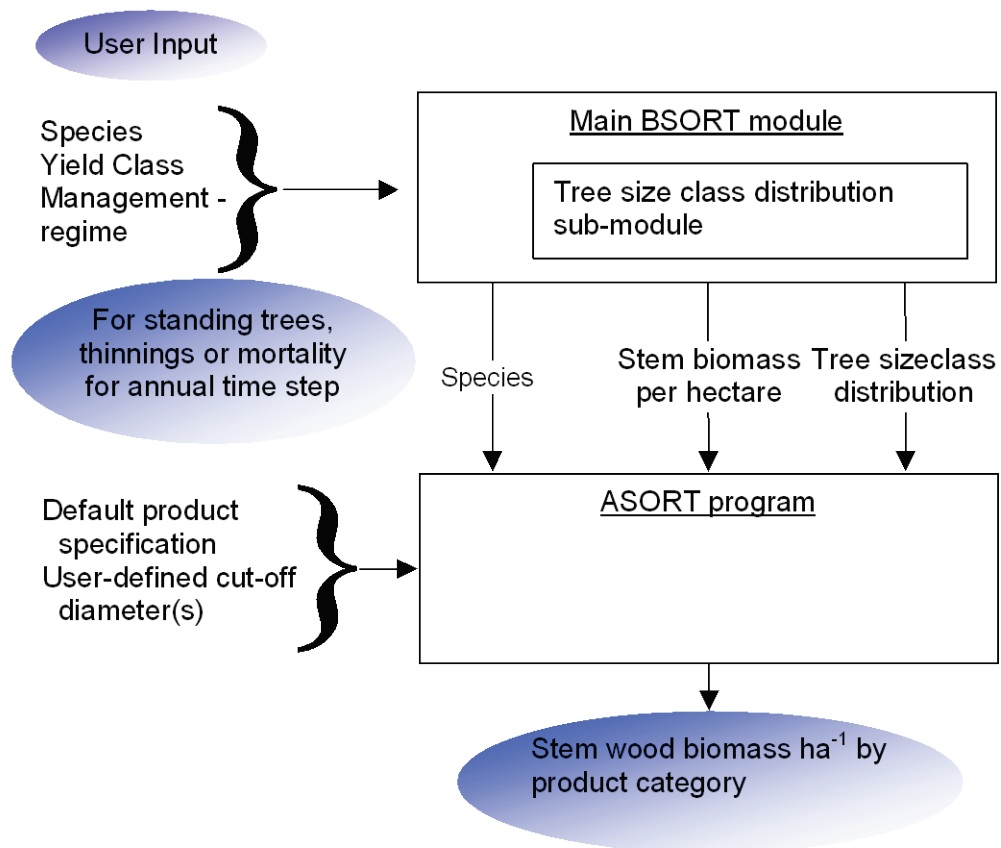 User Input
Species
Yield Class
Management -
regime
Main BSORT module
Tree size class distribution
sub-module
For standing trees,
thinnings or mortality
for annual time step
Species
Stem biomass
per hectare
Tree sizeclass
distribution
Default product
specification
User-defined cut-off
diameter(s)
ASORT program
Stem wood biomass ha⁻¹ by
product category